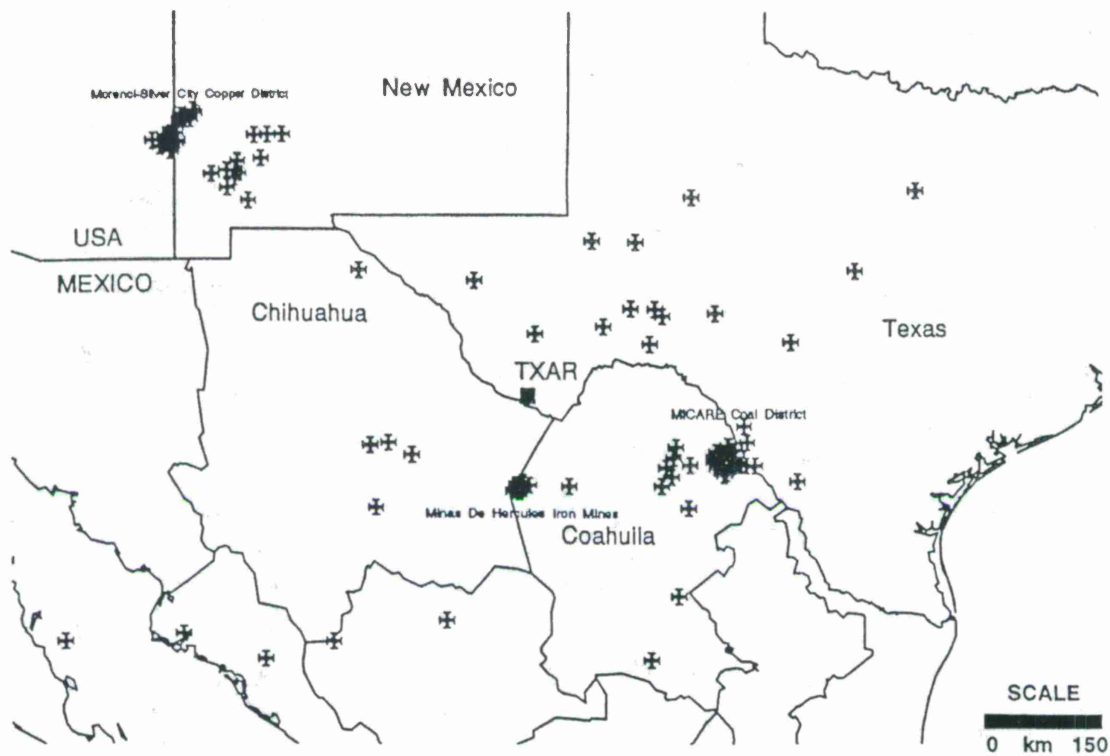 Morenci-Silver City Copper District
New Mexico
USA
MEXICO
Chihuahua
Texas
TXAR
MICARE Coal District
Minas De Hercules Iron Mines
Coahuila
SCALE
0 km 150